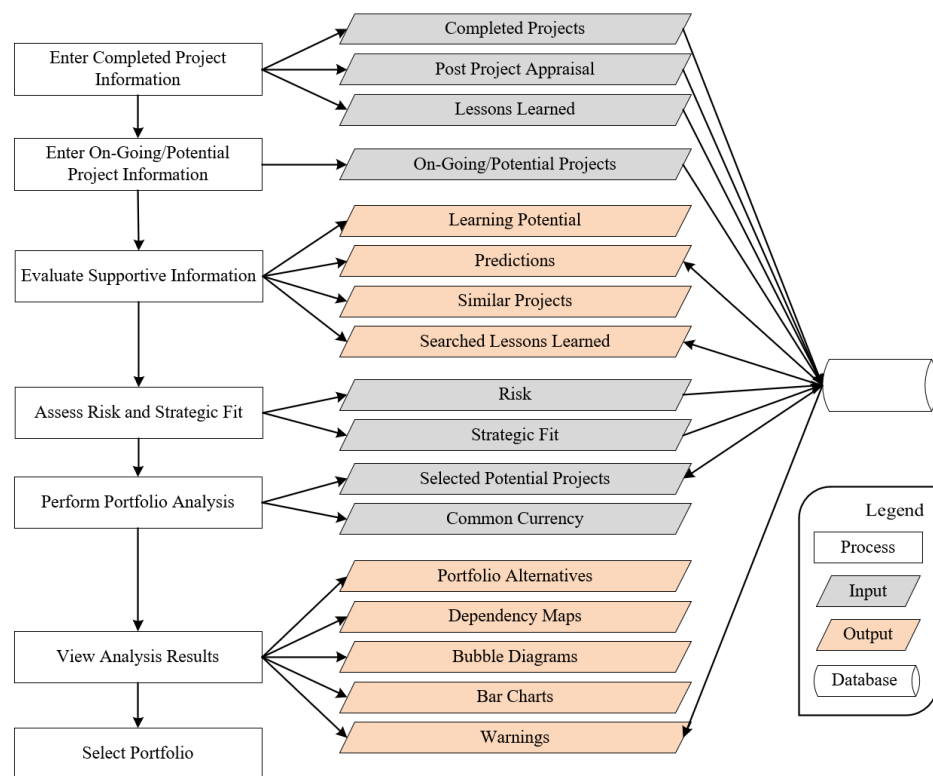 Enter Completed Project
Information
Completed Projects
Post Project Appraisal
Lessons Learned
Enter On-Going/Potential
Project Information
On-Going/Potential Projects
Evaluate Supportive Information
Learning Potential
Predictions
Similar Projects
Searched Lessons Learned
Assess Risk and Strategic Fit
Risk
Strategic Fit
Perform Portfolio Analysis
Selected Potential Projects
Common Currency
View Analysis Results
Portfolio Alternatives
Dependency Maps
Bubble Diagrams
Bar Charts
Warnings
Select Portfolio
Legend
Process
Input
Output
Database